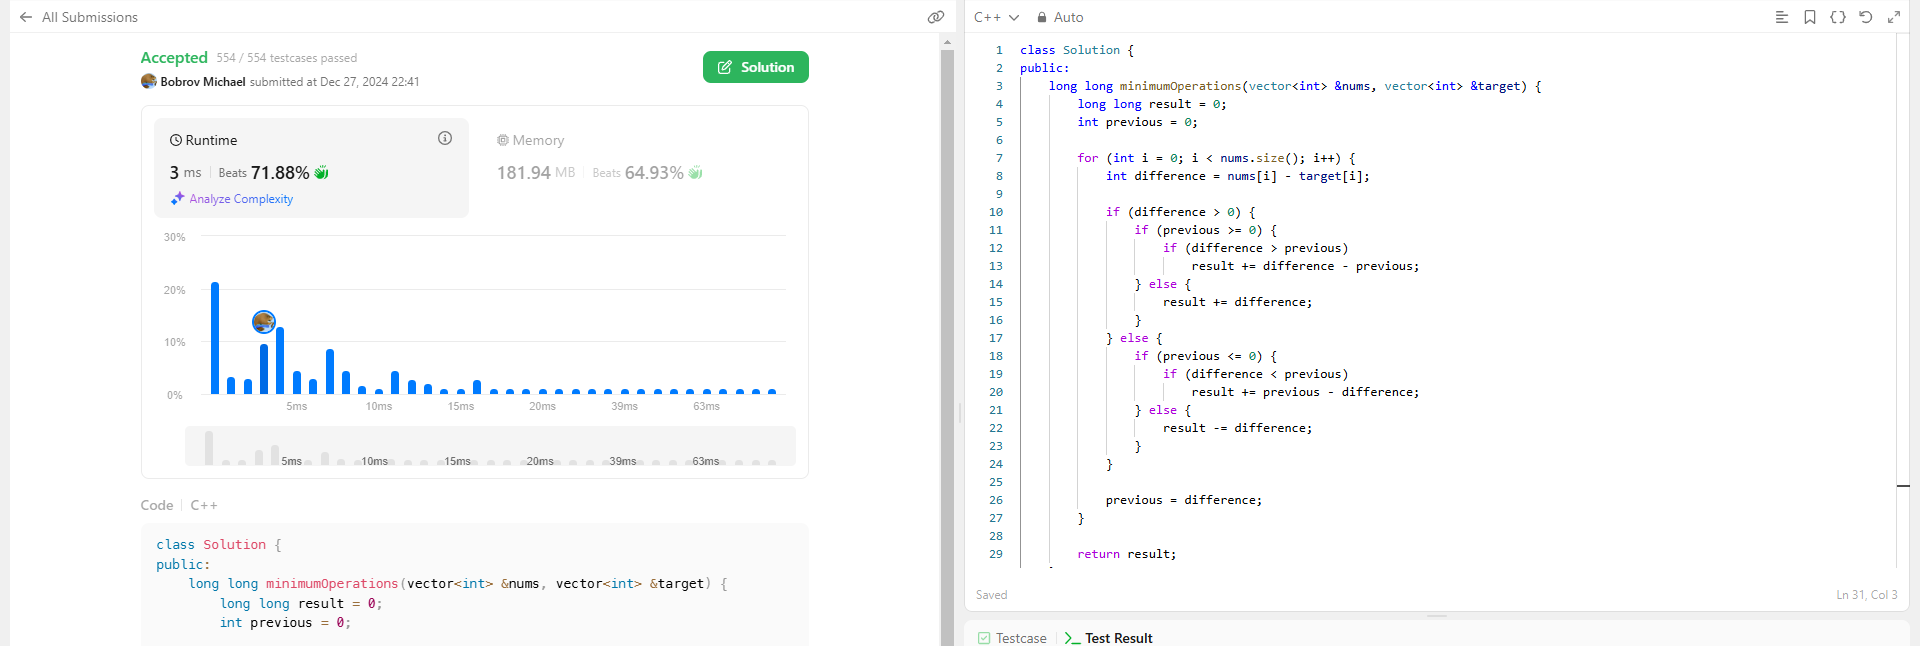 All Submissions
Accepted 554 / 554 testcases passed
Bobrov Michael submitted at Dec 27, 2024 22:41
Solution
Runtime
3 ms Beats 71.88%
Analyze Complexity
Memory
181.94 MB Beats 64.93%
30%
20%
10%
0%
5ms 10ms 15ms 20ms 39ms 63ms
5ms 10ms 15ms 20ms 39ms 63ms
Code C++
class Solution {
public:
    long long minimumOperations(vector<int> &nums, vector<int> &target) {
        long long result = 0;
        int previous = 0;
C++ Auto
1 class Solution {
2 public:
3     long long minimumOperations(vector<int> &nums, vector<int> &target) {
4         long long result = 0;
5         int previous = 0;
6
7         for (int i = 0; i < nums.size(); i++) {
8             int difference = nums[i] - target[i];
9
10             if (difference > 0) {
11                 if (previous >= 0) {
12                     if (difference > previous)
13                         result += difference - previous;
14                 } else {
15                     result += difference;
16                 }
17             } else {
18                 if (previous <= 0) {
19                     if (difference < previous)
20                         result += previous - difference;
21                 } else {
22                     result -= difference;
23                 }
24             }
25
26             previous = difference;
27         }
28
29         return result;
Saved
Ln 31, Col 3
Testcase
Test Result